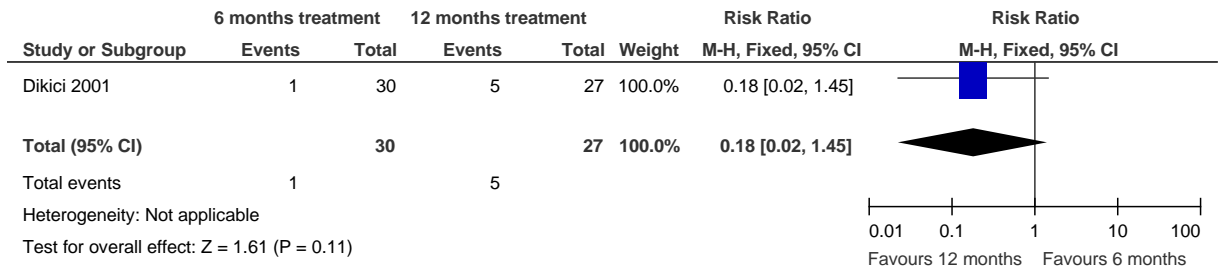 6 months treatment 12 months treatment Risk Ratio Risk Ratio
Study or Subgroup Events Total Events Total Weight M-H, Fixed, 95% CI M-H, Fixed, 95% CI
Dikici 2001 1 30 5 27 100.0% 0.18 [0.02, 1.45]
Total (95% CI) 30 27 100.0% 0.18 [0.02, 1.45]
Total events 1 5
Heterogeneity: Not applicable
Test for overall effect: Z = 1.61 (P = 0.11)
0.01 0.1 1 10 100
Favours 12 months Favours 6 months